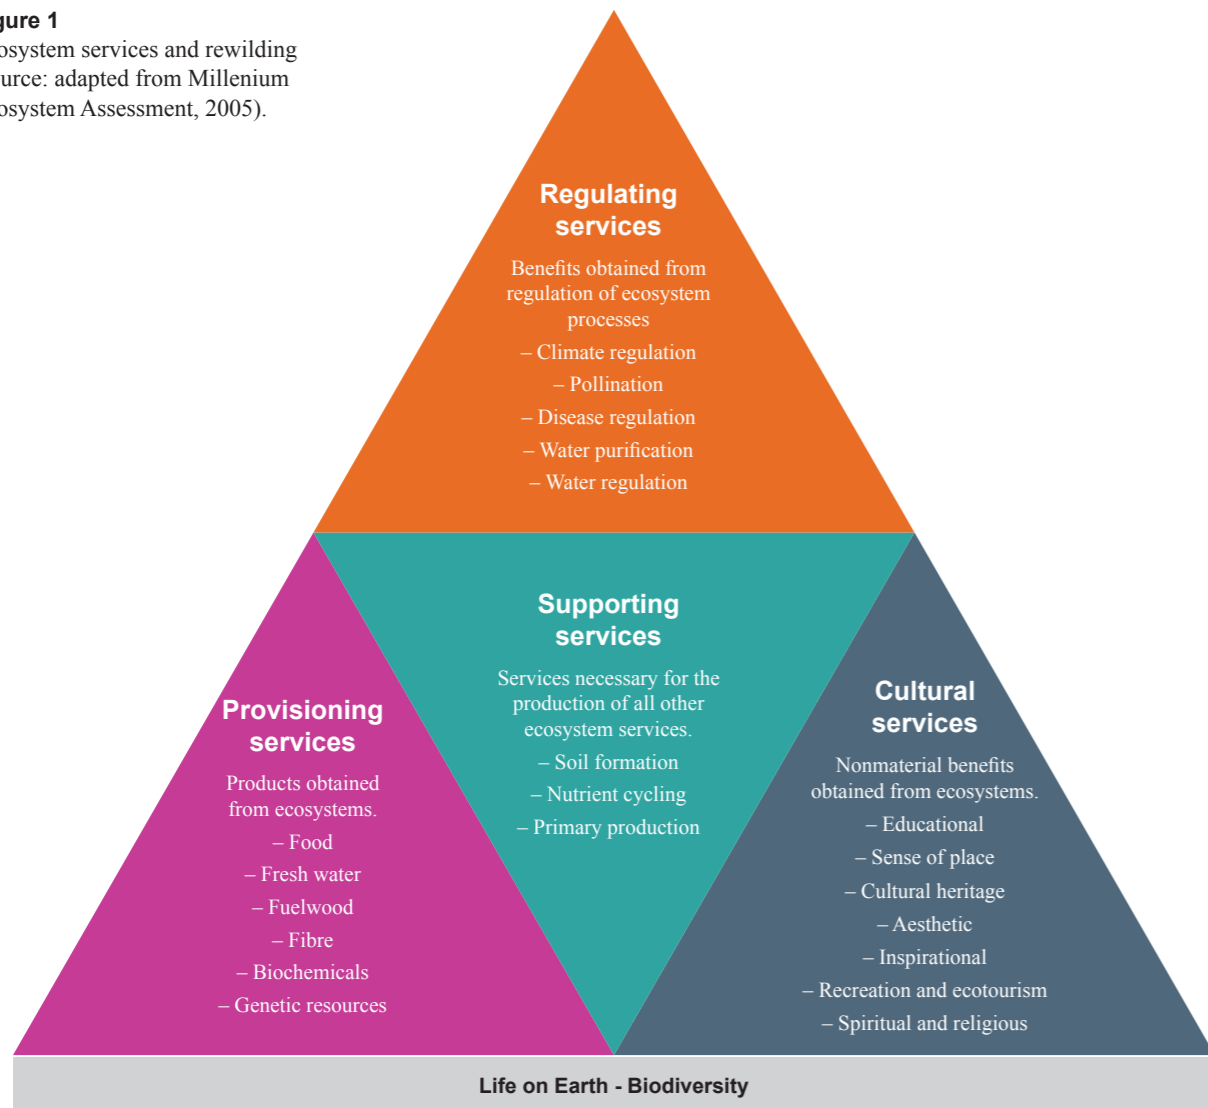 gure 1
osystem services and rewilding
urce: adapted from Millenium
osystem Assessment, 2005).
Regulating
services
Benefits obtained from
regulation of ecosystem
processes
– Climate regulation
– Pollination
– Disease regulation
– Water purification
– Water regulation
Supporting
services
Services necessary for the
production of all other
ecosystem services.
– Soil formation
– Nutrient cycling
– Primary production
Provisioning
services
Products obtained
from ecosystems.
– Food
– Fresh water
– Fuelwood
– Fibre
– Biochemicals
– Genetic resources
Cultural
services
Nonmaterial benefits
obtained from ecosystems.
– Educational
– Sense of place
– Cultural heritage
– Aesthetic
– Inspirational
– Recreation and ecotourism
– Spiritual and religious
Life on Earth - Biodiversity